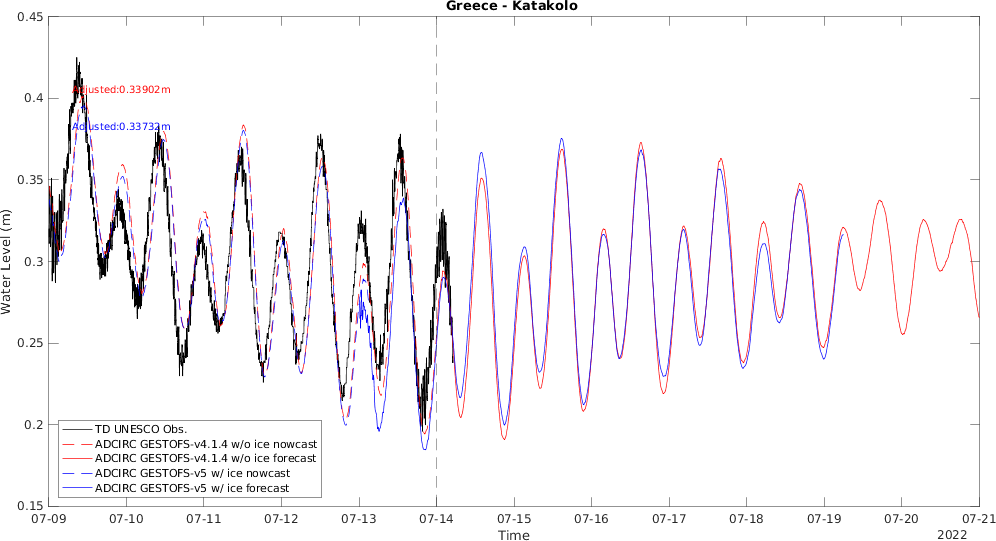 Greece - Katakolo
0.45
0.4
0.35
0.3
0.25
0.2
0.15
Water Level (m)
Adjusted:0.33902m
Adjusted:0.33732m
TD UNESCO Obs.
ADCIRC GESTOFS-v4.1.4 w/o ice nowcast
ADCIRC GESTOFS-v4.1.4 w/o ice forecast
ADCIRC GESTOFS-v5 w/ ice nowcast
ADCIRC GESTOFS-v5 w/ ice forecast
07-09 07-10 07-11 07-12 07-13 07-14 07-15 07-16 07-17 07-18 07-19 07-20 07-21
Time
2022